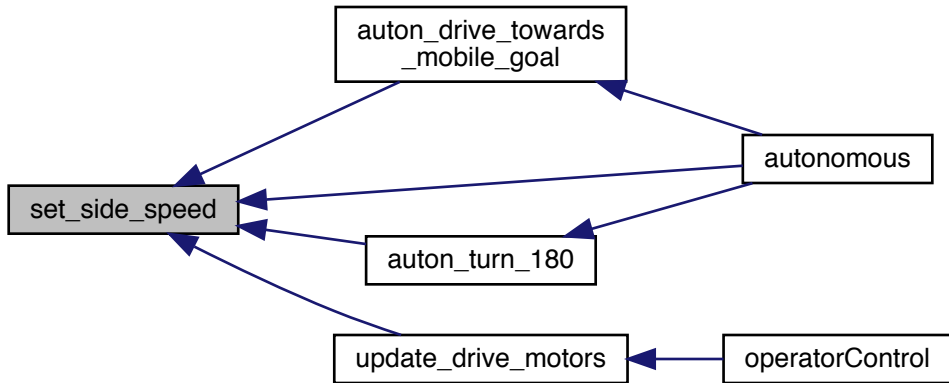 auton_drive_towards
_mobile_goal
autonomous
set_side_speed
auton_turn_180
update_drive_motors
operatorControl